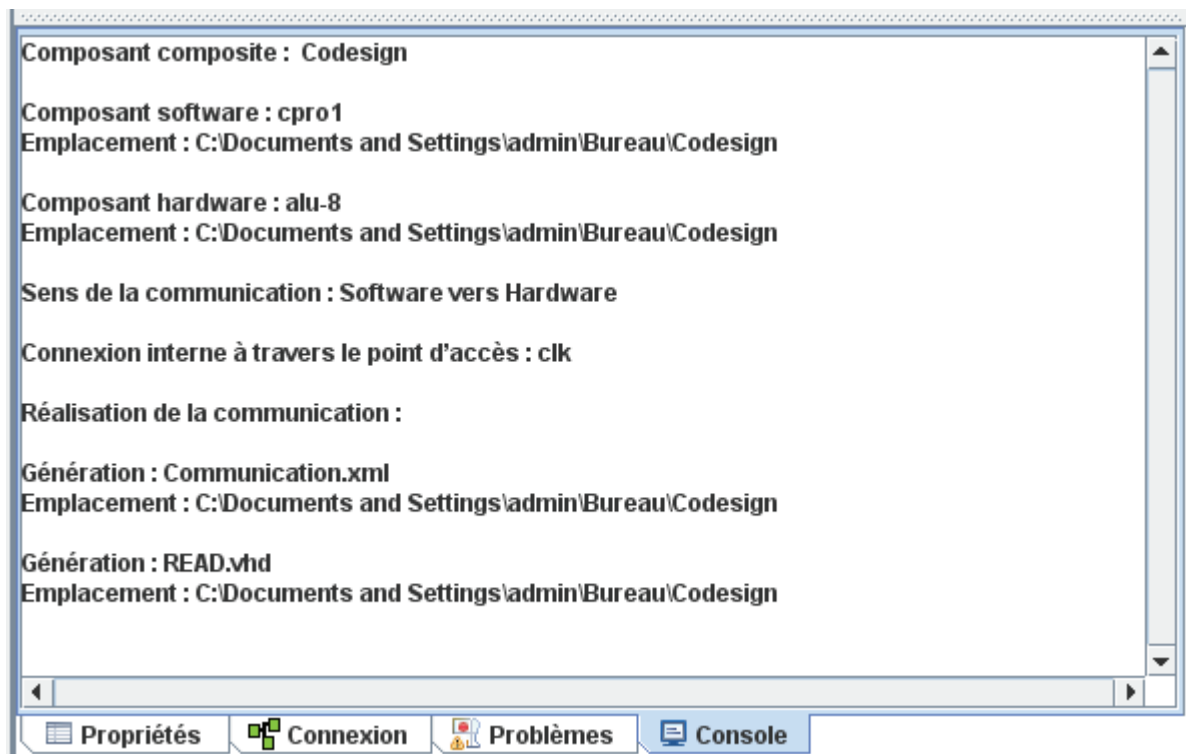 Composant composite : Codesign
Composant software : cpro1
Emplacement : C:\Documents and Settings\admin\Bureau\Codesign
Composant hardware : alu-8
Emplacement : C:\Documents and Settings\admin\Bureau\Codesign
Sens de la communication : Software vers Hardware
Connexion interne à travers le point d'accès : clk
Réalisation de la communication :
Génération : Communication.xml
Emplacement : C:\Documents and Settings\admin\Bureau\Codesign
Génération : READ.vhd
Emplacement : C:\Documents and Settings\admin\Bureau\Codesign
Propriétés Connexion Problèmes Console